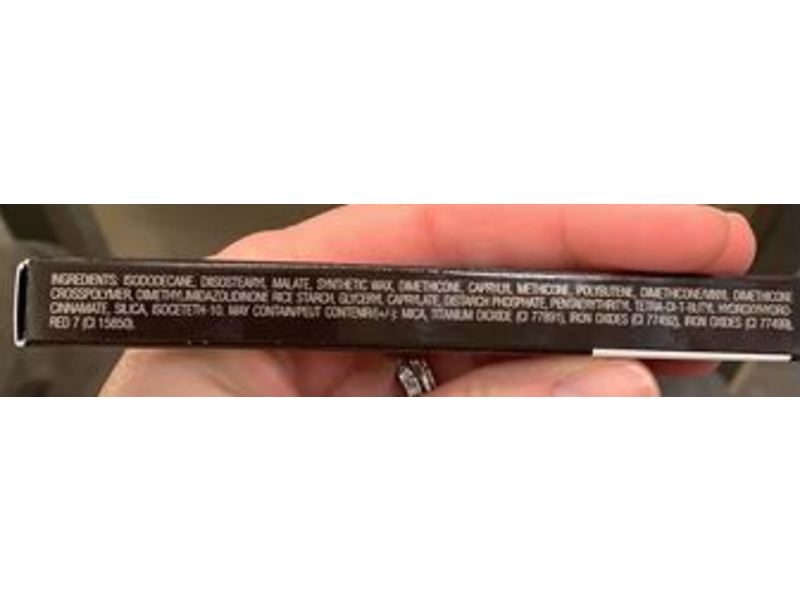 INGREDIENTS: ISODODECANE, DIISOSTEARYL MALATE, SYNTHETIC WAX, DIMETHICONE, CAPRYLYL METHICONE, POLYBUTENE, DIMETHICONE/VINYL DIMETHICONE
CROSSPOLYMER, DIMETHYLIMIDAZOLIDINONE RICE STARCH, GLYCERYL CAPRYLATE, DISTARCH PHOSPHATE, PENTAERYTHRITYL TETRA-DI-T-BUTYL HYDROXYHYDRO-
CINNAMATE, SILICA, ISOCETETH-10. MAY CONTAIN/PEUT CONTENIR(+/-): MICA, TITANIUM DIOXIDE (CI 77891), IRON OXIDES (CI 77492), IRON OXIDES (CI 77499),
RED 7 (CI 15850).